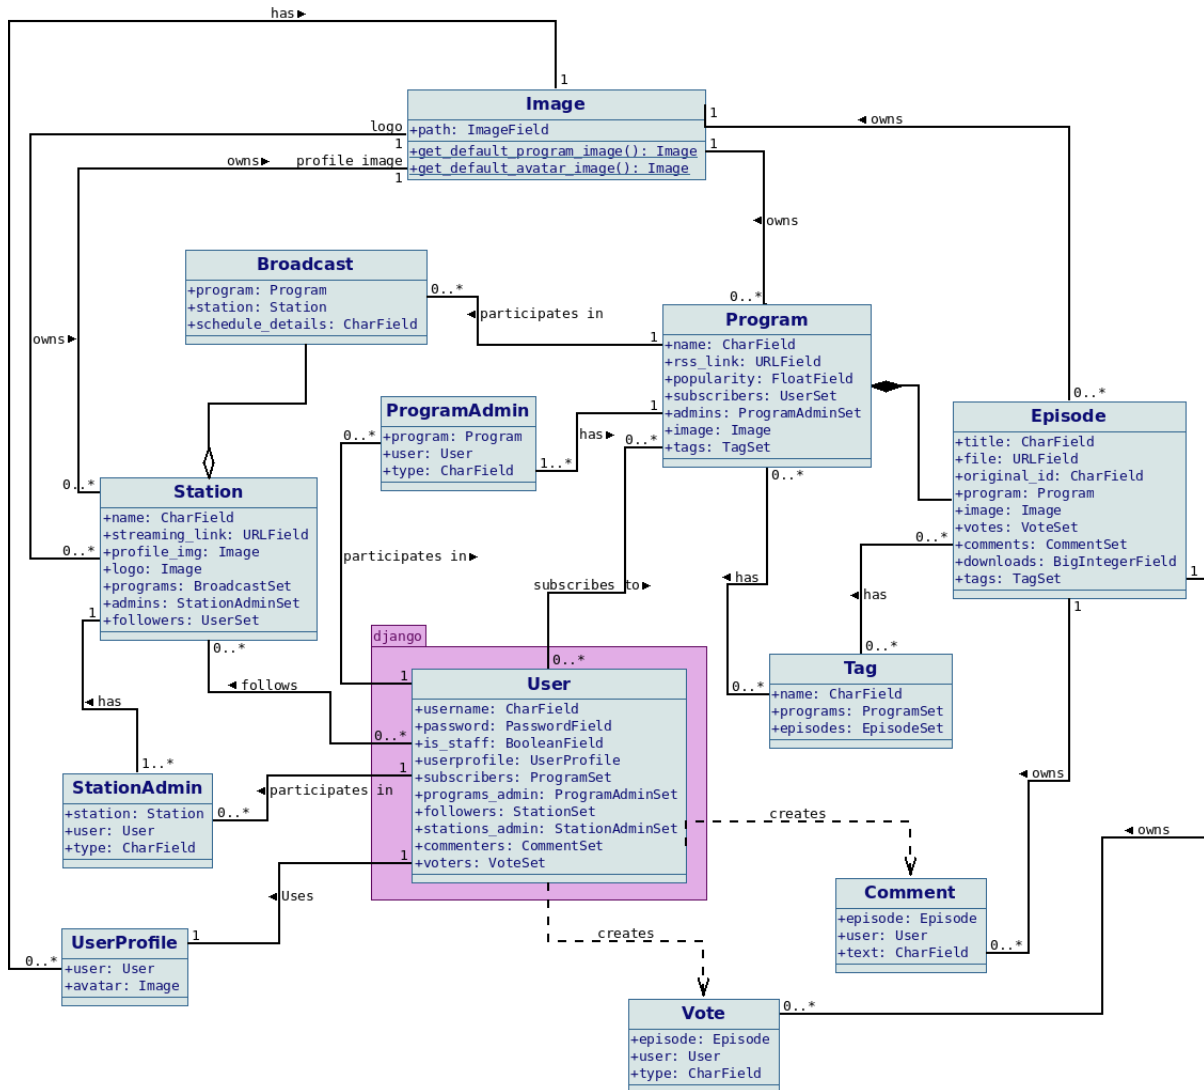 has ►
1
Image
+path: ImageField
+get_default_program_image(): Image
+get_default_avatar_image(): Image
logo
1
owns ►
profile image
1
1
◄ owns
1
◄ owns
0..*
Broadcast
+program: Program
+station: Station
+schedule_details: CharField
0..*
◄ participates in
1
Program
+name: CharField
+rss_link: URLField
+popularity: FloatField
+subscribers: UserSet
+admins: ProgramAdminSet
+image: Image
+tags: TagSet
owns ►
ProgramAdmin
+program: Program
+user: User
+type: CharField
0..*
1..*
has ►
1
0..*
0..*
0..*
Episode
+title: CharField
+file: URLField
+original_id: CharField
+program: Program
+image: Image
+votes: VoteSet
+comments: CommentSet
+downloads: BigIntegerField
+tags: TagSet
0..*
1
1
0..*
0..*
Station
+name: CharField
+streaming_link: URLField
+profile_img: Image
+logo: Image
+programs: BroadcastSet
+admins: StationAdminSet
+followers: UserSet
1
0..*
participates in ►
subscribes to ►
◄ has
◄ has
0..*
0..*
Tag
+name: CharField
+programs: ProgramSet
+episodes: EpisodeSet
django
0..*
1
User
+username: CharField
+password: PasswordField
+is_staff: BooleanField
+userprofile: UserProfile
+subscribers: ProgramSet
+programs_admin: ProgramAdminSet
+followers: StationSet
+stations_admin: StationAdminSet
+commenters: CommentSet
+voters: VoteSet
◄ follows
0..*
◄ has
1..*
StationAdmin
+station: Station
+user: User
+type: CharField
0..*
◄ participates in
1
1
◄ Uses
1
UserProfile
+user: User
+avatar: Image
0..*
creates
◄ owns
◄ owns
Comment
+episode: Episode
+user: User
+text: CharField
0..*
creates
Vote
+episode: Episode
+user: User
+type: CharField
0..*